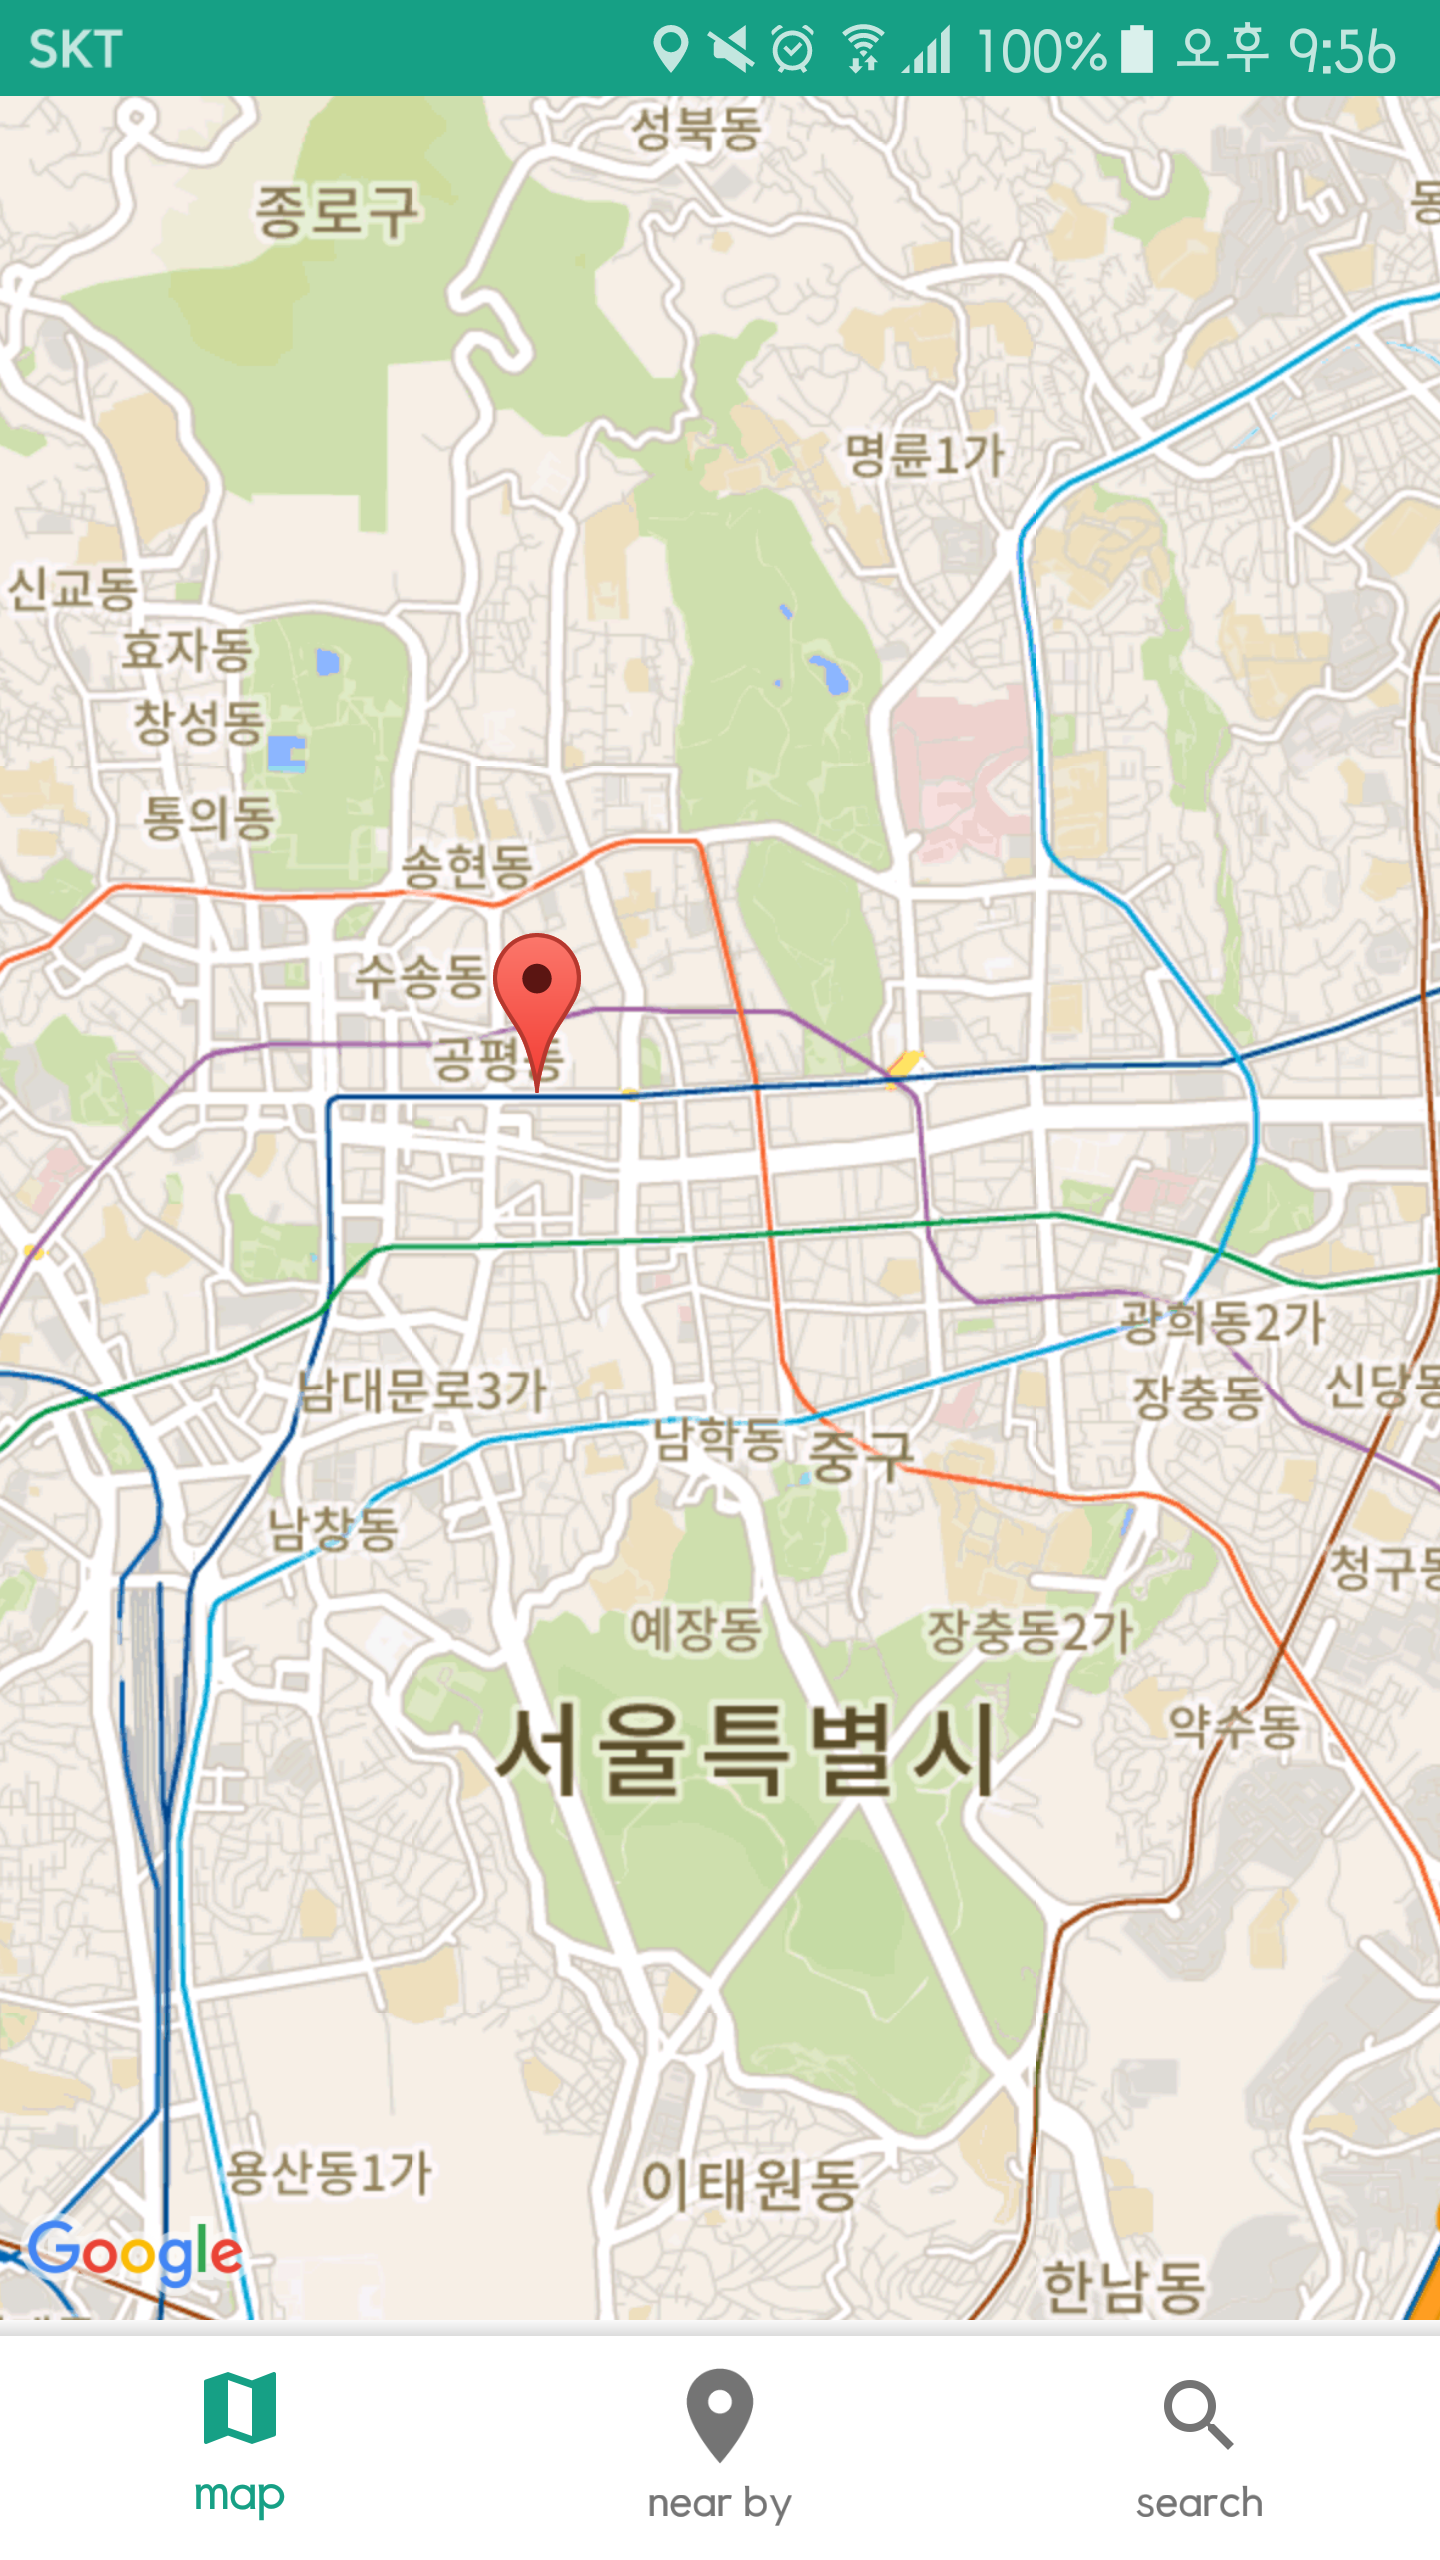 SKT 100% 오후 9:56
성북동
종로구
명륜1가
신교동
효자동
창성동
통의동
송현동
수송동
공평동
광희동2가
남대문로3가
장충동
신당동
남학동
중구
남창동
청구동
예장동
장충동2가
약수동
서울특별시
용산동1가
이태원동
Google
한남동
map
near by
search